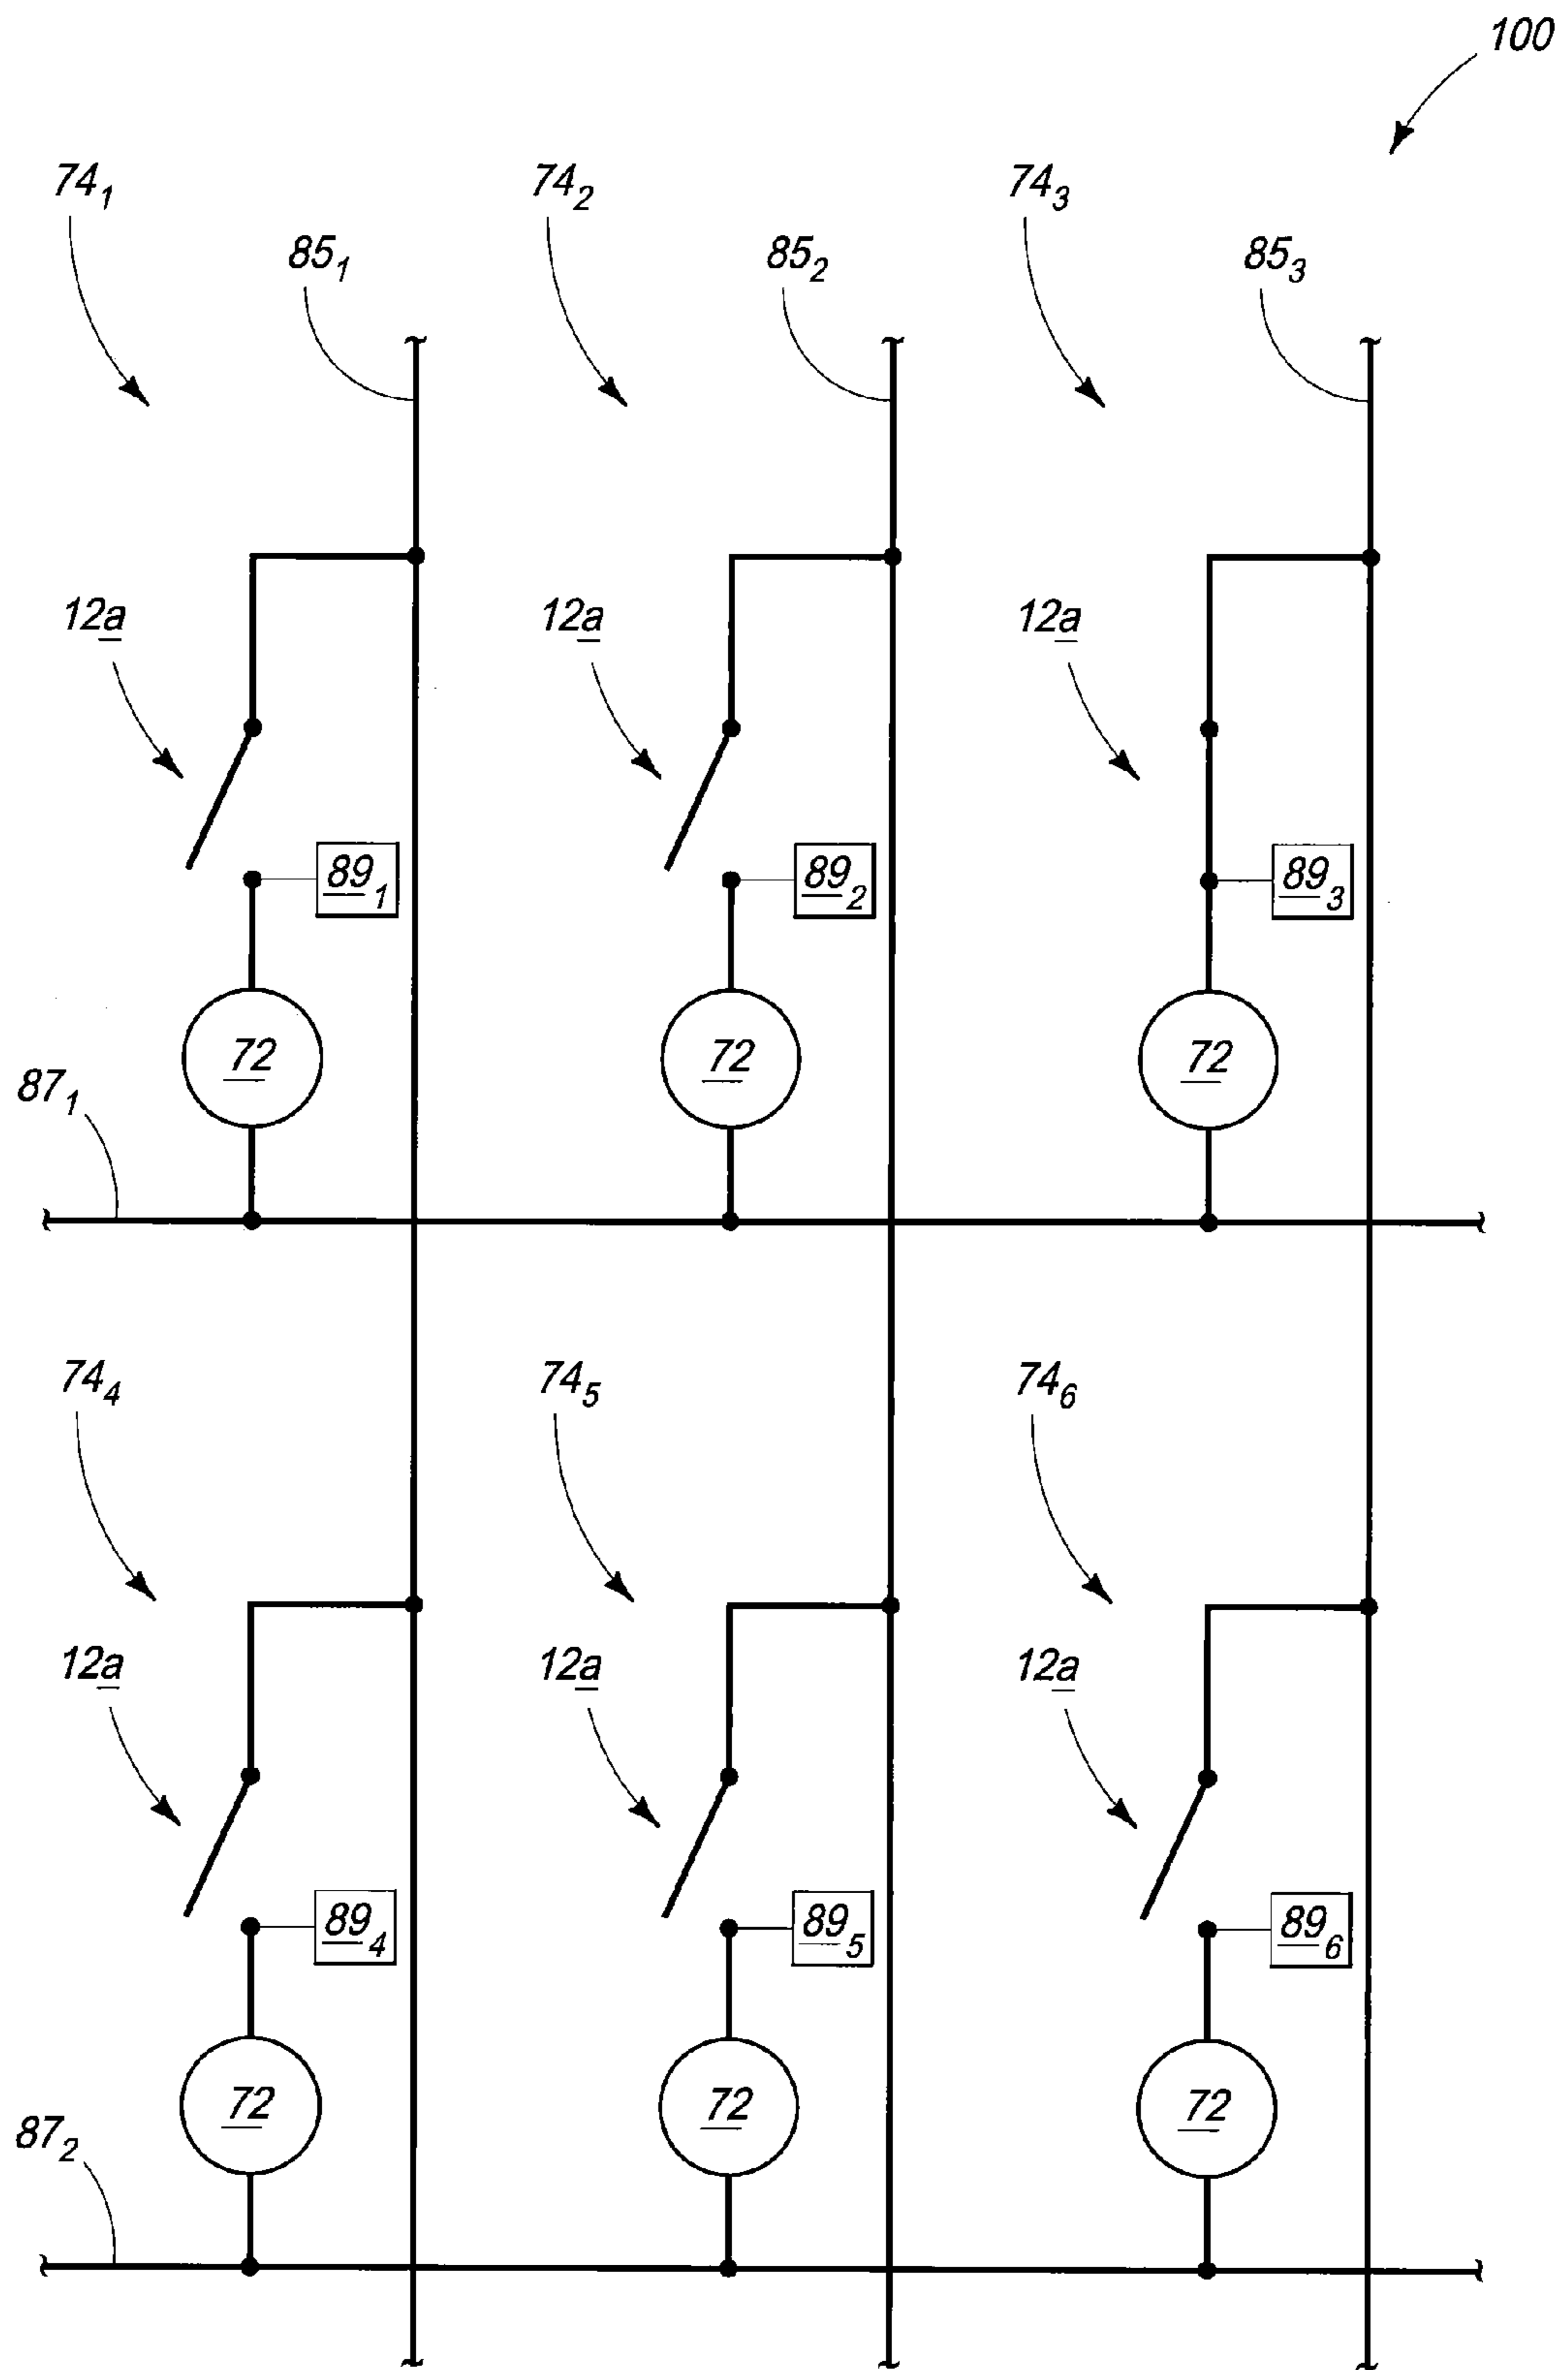 100
74₁ 74₂ 74₃
85₁ 85₂ 85₃
12a 12a 12a
89₁ 89₂ 89₃
72 72 72
87₁
74₄ 74₅ 74₆
12a 12a 12a
89₄ 89₅ 89₆
72 72 72
87₂